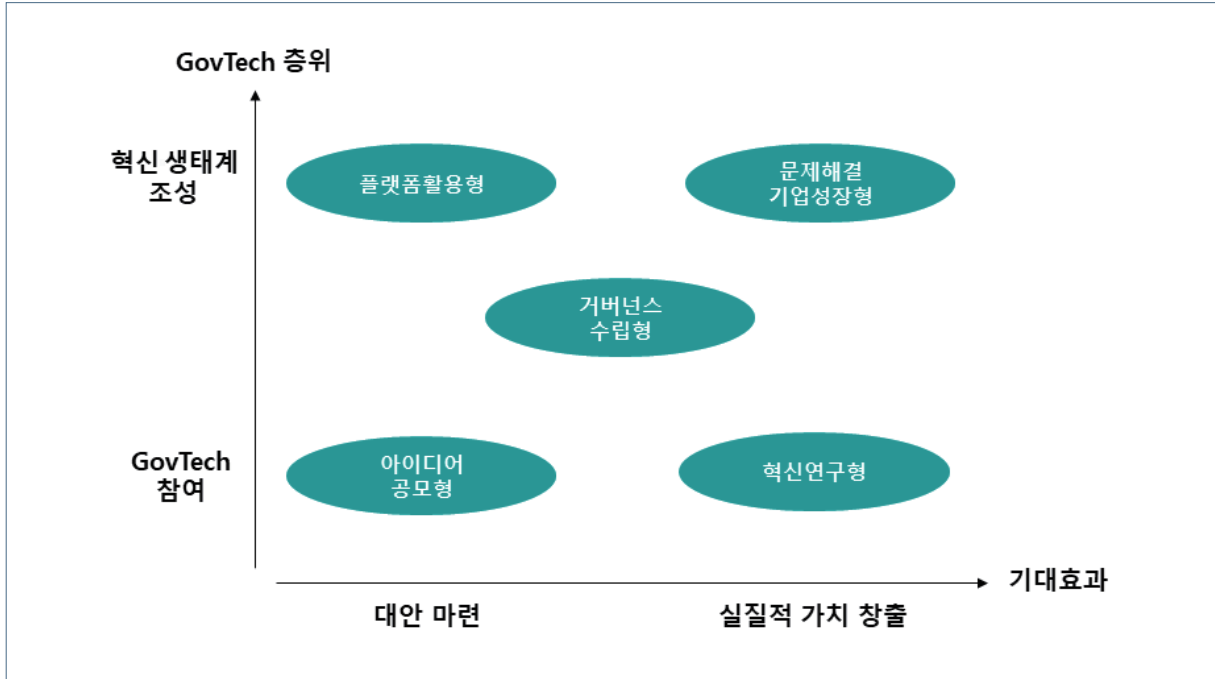 GovTech 층위
혁신 생태계
조성
플랫폼활용형
문제해결
기업성장형
거버넌스
수립형
GovTech
참여
아이디어
공모형
혁신연구형
기대효과
대안 마련
실질적 가치 창출